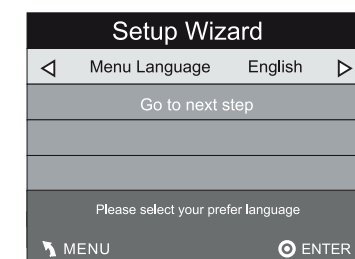 Setup Wizard
Menu Language English
Go to next step
Please select your prefer language
MENU ENTER